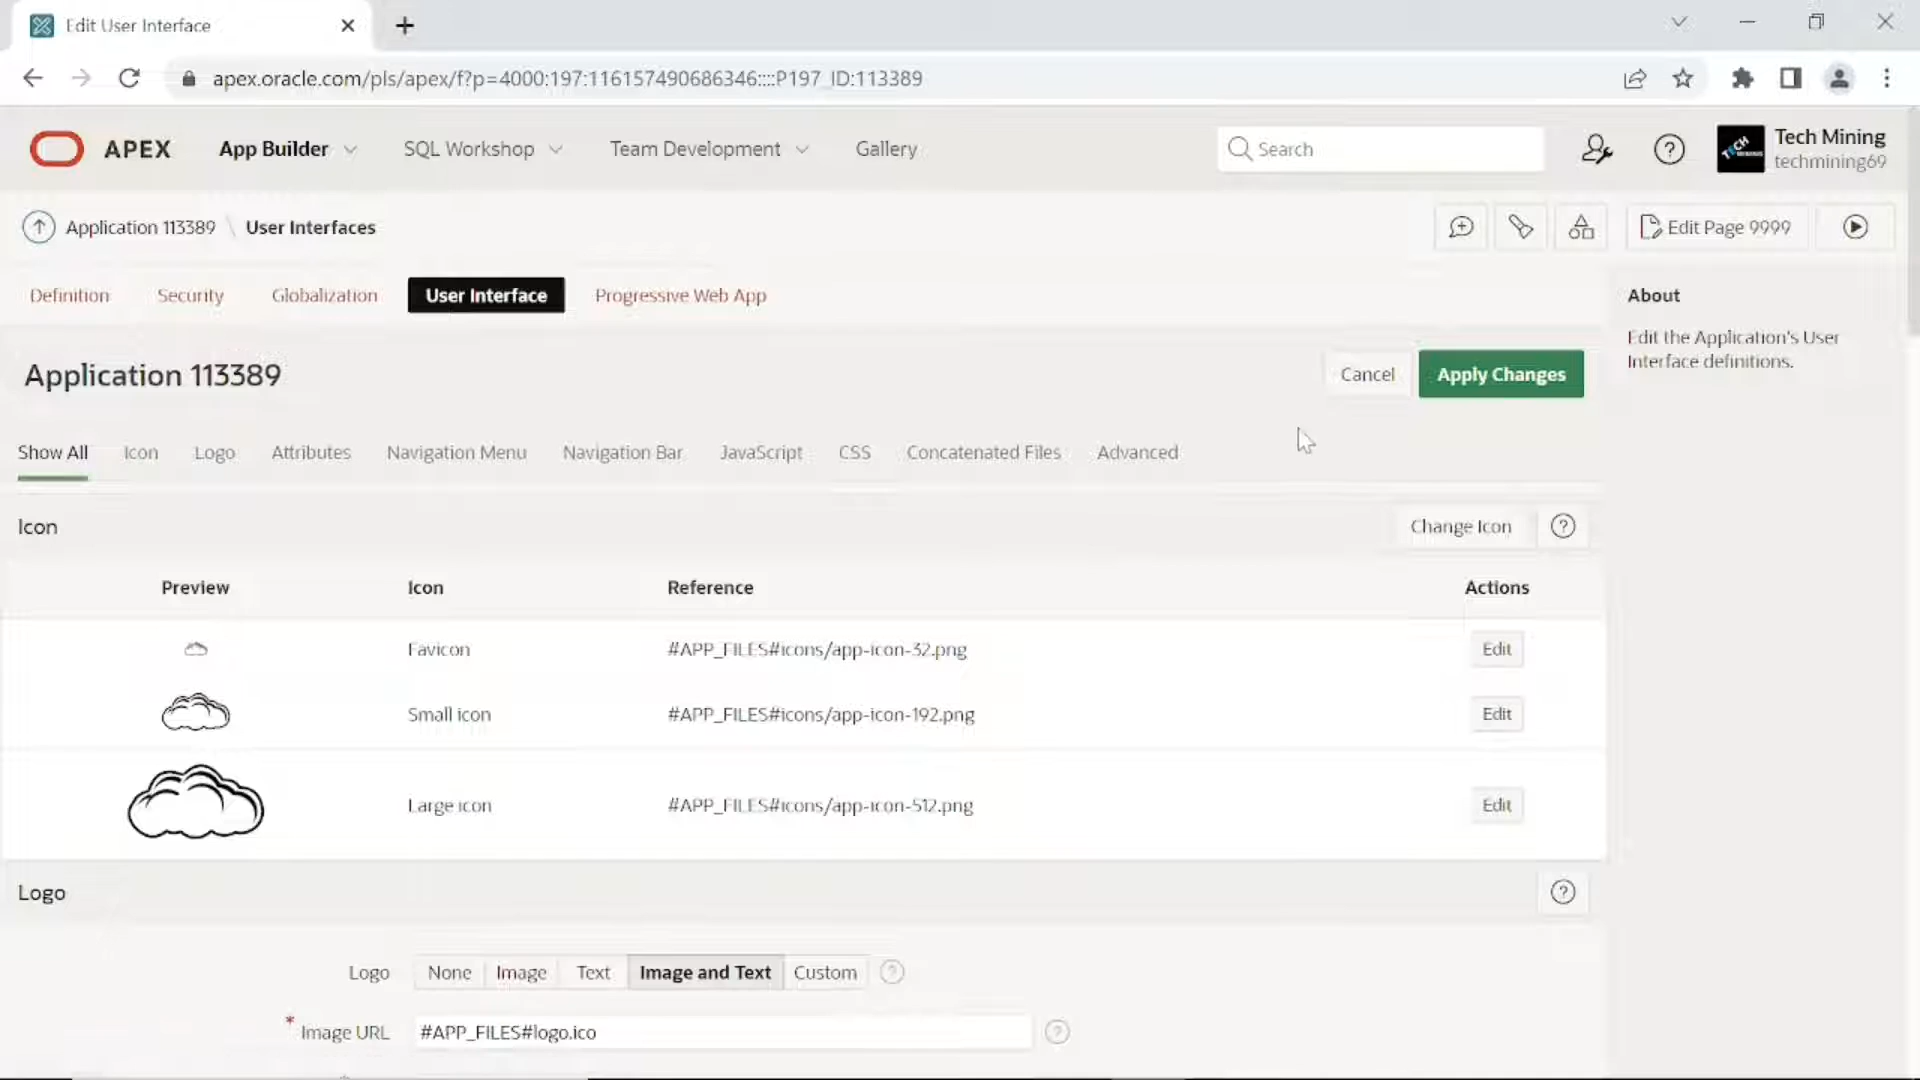 Edit User Interface
apex.oracle.com/pls/apex/f?p=4000:197:116157490686346::::P197_ID:113389
APEX App Builder SQL Workshop Team Development Gallery Search Tech Mining
techmining69
Application 113389 \ User Interfaces Edit Page 9999
Definition Security Globalization User Interface Progressive Web App
About
Edit the Application's User
Interface definitions.
Application 113389 Cancel Apply Changes
Show All Icon Logo Attributes Navigation Menu Navigation Bar JavaScript CSS Concatenated Files Advanced
Icon Change Icon
Preview Icon Reference Actions
Favicon #APP_FILES#icons/app-icon-32.png Edit
Small icon #APP_FILES#icons/app-icon-192.png Edit
Large icon #APP_FILES#icons/app-icon-512.png Edit
Logo
Logo None Image Text Image and Text Custom
* Image URL #APP_FILES#logo.ico